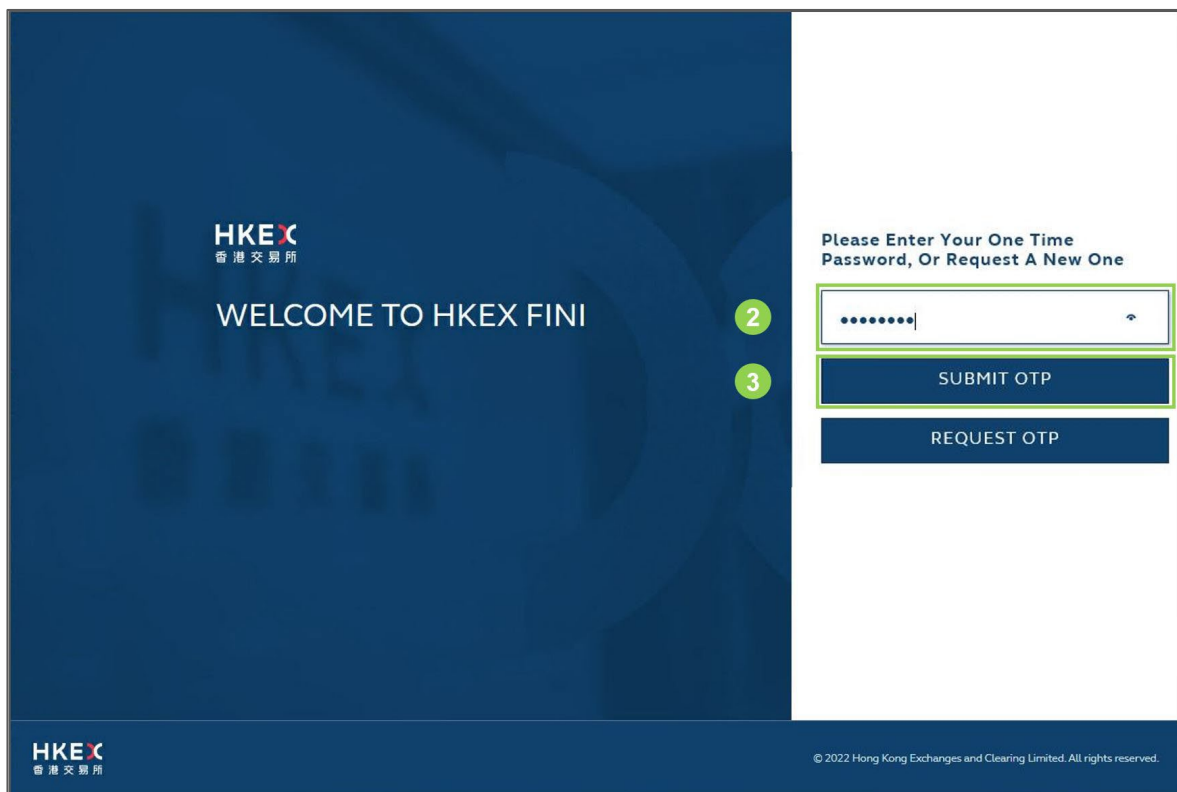 HKEX
香港交易所
WELCOME TO HKEX FINI
Please Enter Your One Time
Password, Or Request A New One
2
••••••••
3
SUBMIT OTP
REQUEST OTP
HKEX
香港交易所
© 2022 Hong Kong Exchanges and Clearing Limited. All rights reserved.